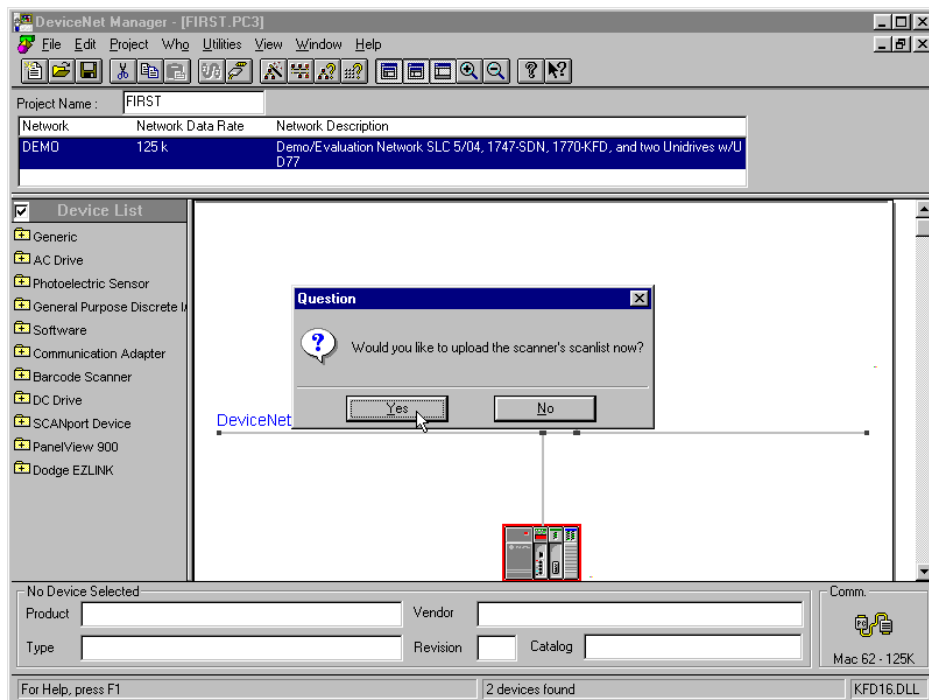 DeviceNet Manager - [FIRST.PC3]
File Edit Project Who Utilities View Window Help
Project Name : FIRST
Network Network Data Rate Network Description
DEMO 125 k Demo/Evaluation Network SLC 5/04, 1747-SDN, 1770-KFD, and two Unidrives w/U
D77
Device List
Generic
AC Drive
Photoelectric Sensor
General Purpose Discrete I/
Software
Communication Adapter
Barcode Scanner
DC Drive
SCANport Device
PanelView 900
Dodge EZLINK
Question
Would you like to upload the scanner's scanlist now?
Yes No
DeviceNet
No Device Selected
Product Vendor
Type Revision Catalog
Comm.
Mac 62 - 125K
For Help, press F1 2 devices found KFD16.DLL